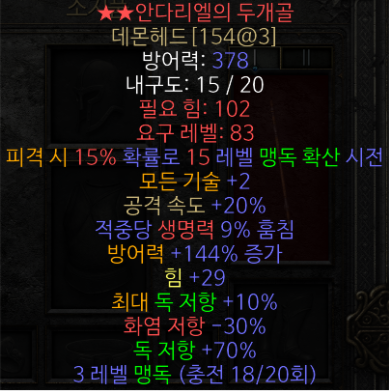 ★★안다리엘의 두개골
데몬헤드[154@3]
방어력: 378
내구도: 15 / 20
필요 힘: 102
요구 레벨: 83
피격 시 15% 확률로 15 레벨 맹독 확산 시전
모든 기술 +2
공격 속도 +20%
적중당 생명력 9% 훔침
방어력 +144% 증가
힘 +29
최대 독 저항 +10%
화염 저항 -30%
독 저항 +70%
3 레벨 맹독 (충전 18/20회)